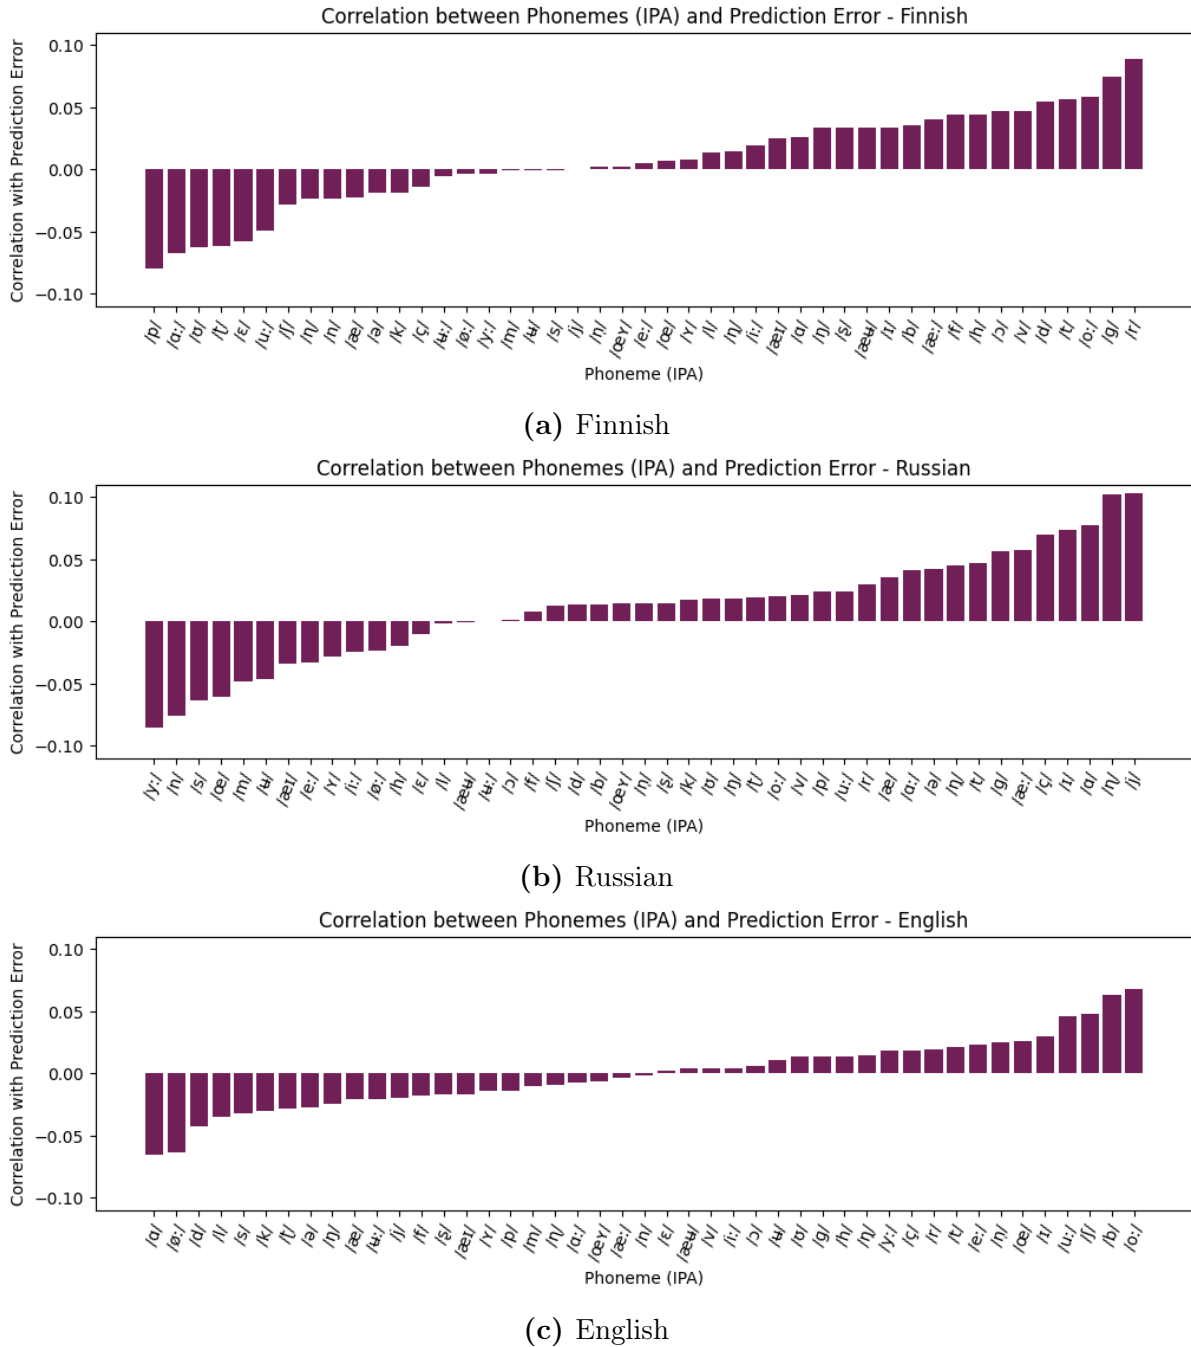 Correlation between Phonemes (IPA) and Prediction Error - Finnish
Correlation with Prediction Error
0.10
0.05
0.00
−0.05
−0.10
/p/ /ɑː/ /ʊ/ /ʈ/ /ɛ/ /uː/ /ʃ/ /ɳ/ /n/ /æ/ /ə/ /k/ /ç/ /ʉː/ /øː/ /yː/ /m/ /ʉ/ /s/ /j/ /œʏ/ /eː/ /œ/ /ʏ/ /l/ /iː/ /æɪ/ /ɑ/ /ŋ/ /ʂ/ /æʉ/ /ɪ/ /b/ /æː/ /f/ /h/ /ɔ/ /v/ /d/ /t/ /oː/ /g/ /r/
Phoneme (IPA)
(a) Finnish
Correlation between Phonemes (IPA) and Prediction Error - Russian
Correlation with Prediction Error
0.10
0.05
0.00
−0.05
−0.10
/yː/ /n/ /s/ /œ/ /m/ /ʉ/ /æɪ/ /eː/ /ʏ/ /iː/ /øː/ /h/ /ɛ/ /l/ /æʉ/ /ʉː/ /ɔ/ /f/ /ʃ/ /d/ /b/ /œʏ/ /ʂ/ /k/ /ʊ/ /ŋ/ /ʈ/ /oː/ /v/ /p/ /uː/ /r/ /æ/ /ɑː/ /ə/ /t/ /g/ /æː/ /ç/ /ɪ/ /ɑ/ /j/
Phoneme (IPA)
(b) Russian
Correlation between Phonemes (IPA) and Prediction Error - English
Correlation with Prediction Error
0.10
0.05
0.00
−0.05
−0.10
/ɑ/ /øː/ /d/ /l/ /s/ /k/ /ʈ/ /ə/ /ŋ/ /æ/ /ʉː/ /j/ /f/ /ʂ/ /æɪ/ /ʏ/ /p/ /m/ /ɑː/ /œʏ/ /æː/ /n/ /ɛ/ /æʉ/ /v/ /iː/ /ɔ/ /ʉ/ /ʊ/ /g/ /h/ /yː/ /ç/ /r/ /t/ /eː/ /œ/ /ɪ/ /uː/ /ʃ/ /b/ /oː/
Phoneme (IPA)
(c) English